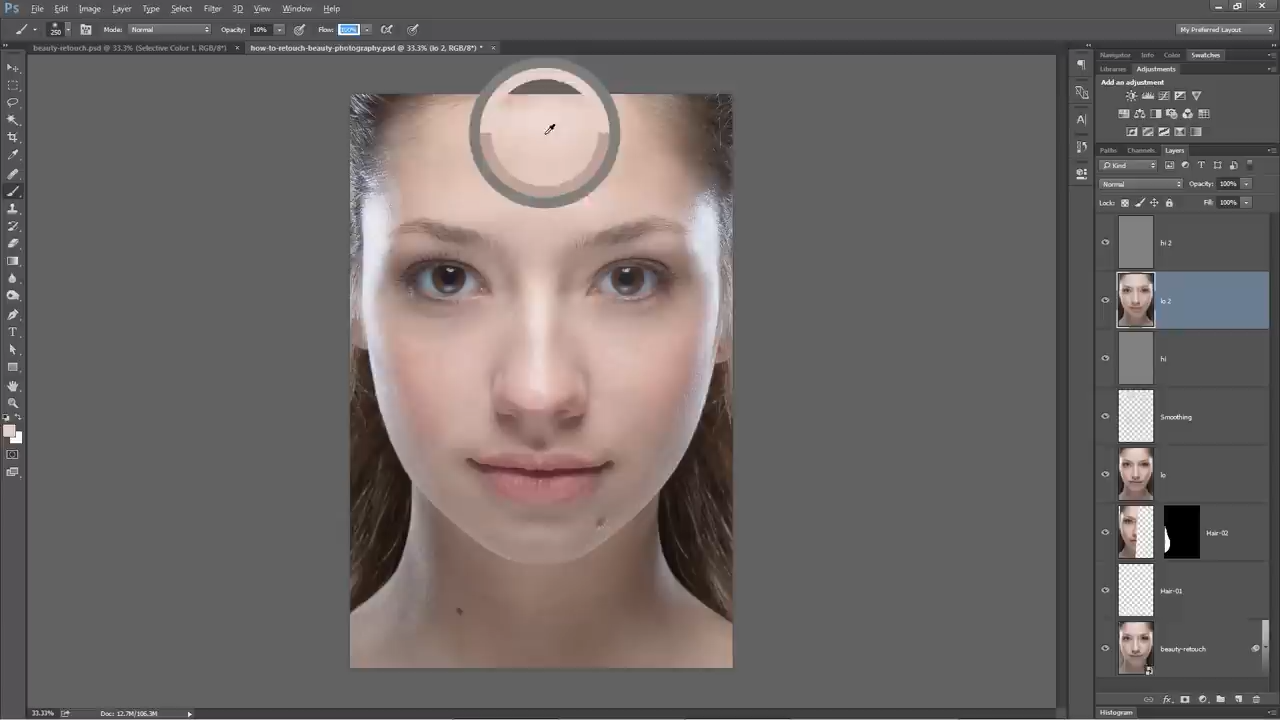 Ps File Edit Image Layer Type Select Filter 3D View Window Help
250 Mode: Normal Opacity: 10% Flow: 100% My Preferred Layout
beauty-retouch.psd @ 33.3% (Selective Color 1, RGB/8*) × how-to-retouch-beauty-photography.psd @ 33.3% (lo 2, RGB/8*) * ×
Navigator Info Color Swatches
Libraries Adjustments
Add an adjustment
Paths Channels Layers
Kind
Normal Opacity: 100%
Lock: Fill: 100%
hi 2
lo 2
hi
Smoothing
lo
Hair-02
Hair-01
beauty-retouch
33.33% Doc: 12.7M/106.3M
Histogram